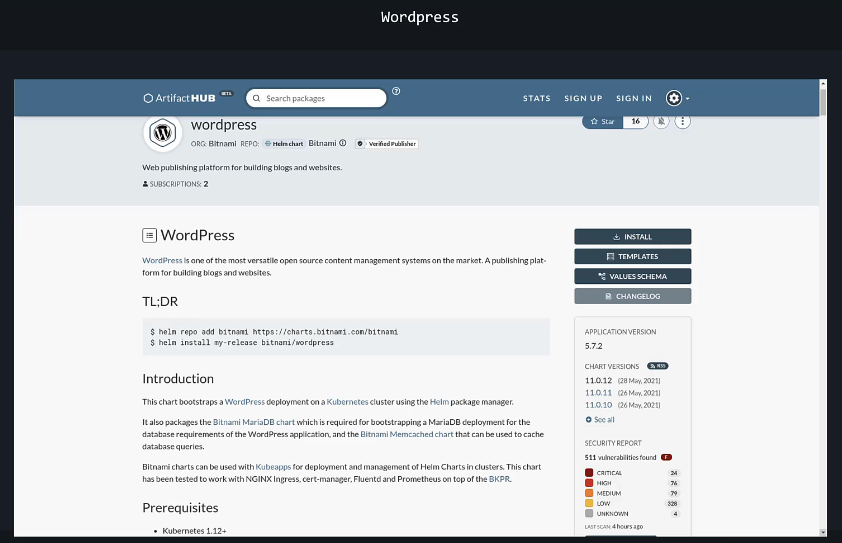 Wordpress
Artifact HUB BETA
Search packages
STATS SIGN UP SIGN IN
wordpress
Star 16
ORG: Bitnami REPO: Helm chart Bitnami Verified Publisher
Web publishing platform for building blogs and websites.
SUBSCRIPTIONS: 2
WordPress
WordPress is one of the most versatile open source content management systems on the market. A publishing plat-
form for building blogs and websites.
TL;DR
$ helm repo add bitnami https://charts.bitnami.com/bitnami
$ helm install my-release bitnami/wordpress
Introduction
This chart bootstraps a WordPress deployment on a Kubernetes cluster using the Helm package manager.
It also packages the Bitnami MariaDB chart which is required for bootstrapping a MariaDB deployment for the
database requirements of the WordPress application, and the Bitnami Memcached chart that can be used to cache
database queries.
Bitnami charts can be used with Kubeapps for deployment and management of Helm Charts in clusters. This chart
has been tested to work with NGINX Ingress, cert-manager, Fluentd and Prometheus on top of the BKPR.
Prerequisites
• Kubernetes 1.12+
INSTALL
TEMPLATES
VALUES SCHEMA
CHANGELOG
APPLICATION VERSION
5.7.2
CHART VERSIONS RSS
11.0.12 (28 May, 2021)
11.0.11 (26 May, 2021)
11.0.10 (26 May, 2021)
See all
SECURITY REPORT
511 vulnerabilities found F
CRITICAL 24
HIGH 76
MEDIUM 79
LOW 328
UNKNOWN 4
LAST SCAN: 4 hours ago